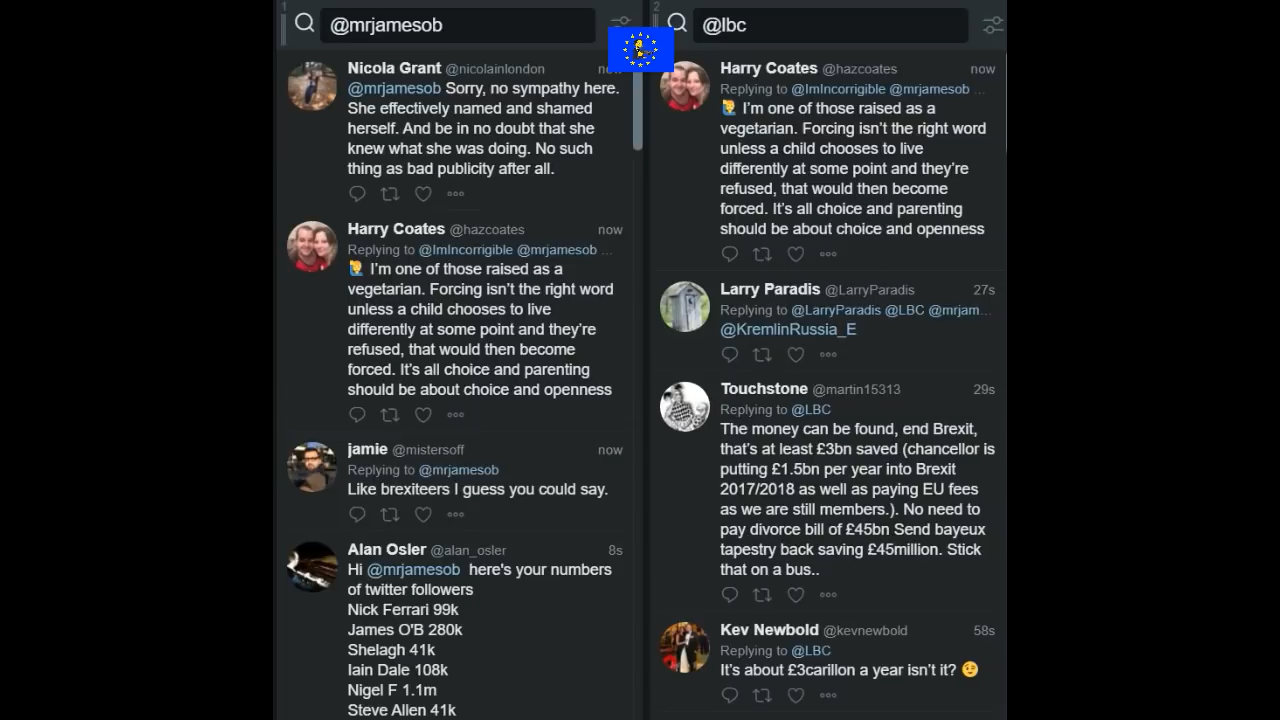 1
@mrjamesob
Nicola Grant @nicolainlondon now
@mrjamesob Sorry, no sympathy here.
She effectively named and shamed
herself. And be in no doubt that she
knew what she was doing. No such
thing as bad publicity after all.
Harry Coates @hazcoates now
Replying to @ImIncorrigible @mrjamesob ...
🙋‍♂️ I’m one of those raised as a
vegetarian. Forcing isn’t the right word
unless a child chooses to live
differently at some point and they’re
refused, that would then become
forced. It’s all choice and parenting
should be about choice and openness
jamie @mistersoff now
Replying to @mrjamesob
Like brexiteers I guess you could say.
Alan Osler @alan_osler 8s
Hi @mrjamesob here's your numbers
of twitter followers
Nick Ferrari 99k
James O'B 280k
Shelagh 41k
Iain Dale 108k
Nigel F 1.1m
Steve Allen 41k
2
@lbc
Harry Coates @hazcoates now
Replying to @ImIncorrigible @mrjamesob ...
🙋‍♂️ I’m one of those raised as a
vegetarian. Forcing isn’t the right word
unless a child chooses to live
differently at some point and they’re
refused, that would then become
forced. It’s all choice and parenting
should be about choice and openness
Larry Paradis @LarryParadis 27s
Replying to @LarryParadis @LBC @mrjam...
@KremlinRussia_E
Touchstone @martin15313 29s
Replying to @LBC
The money can be found, end Brexit,
that’s at least £3bn saved (chancellor is
putting £1.5bn per year into Brexit
2017/2018 as well as paying EU fees
as we are still members.). No need to
pay divorce bill of £45bn Send bayeux
tapestry back saving £45million. Stick
that on a bus..
Kev Newbold @kevnewbold 58s
Replying to @LBC
It’s about £3carillon a year isn’t it? 🤨